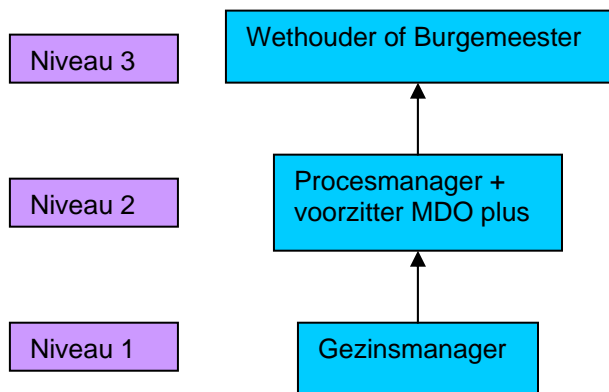 Niveau 3
Wethouder of Burgemeester
Niveau 2
Procesmanager +
voorzitter MDO plus
Niveau 1
Gezinsmanager